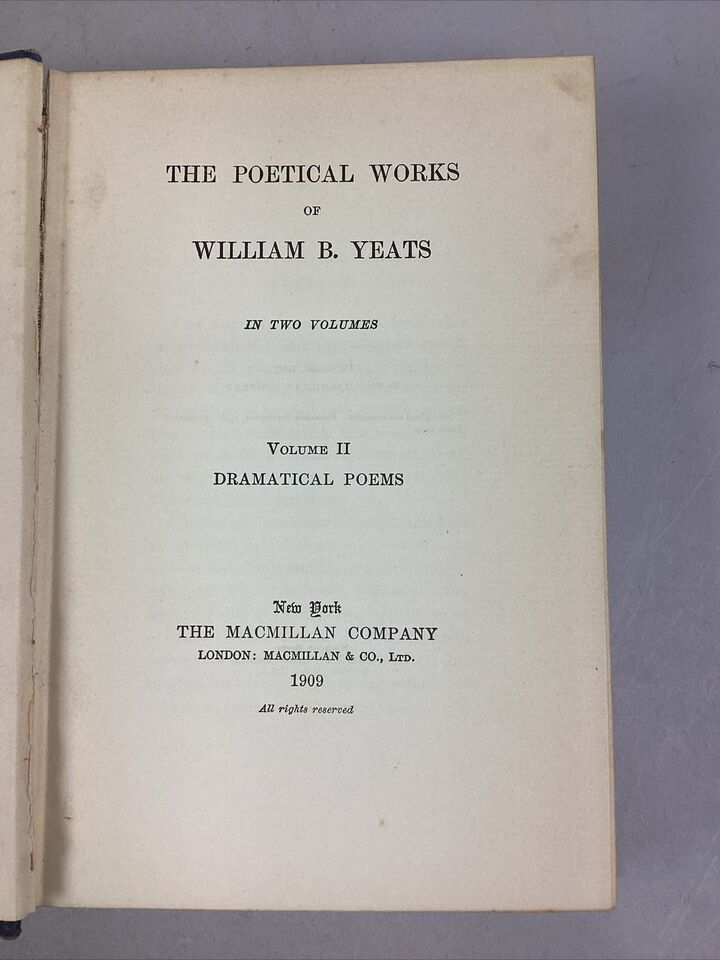 THE POETICAL WORKS
OF
WILLIAM B. YEATS
IN TWO VOLUMES
VOLUME II
DRAMATICAL POEMS
New York
THE MACMILLAN COMPANY
LONDON: MACMILLAN & CO., LTD.
1909
All rights reserved